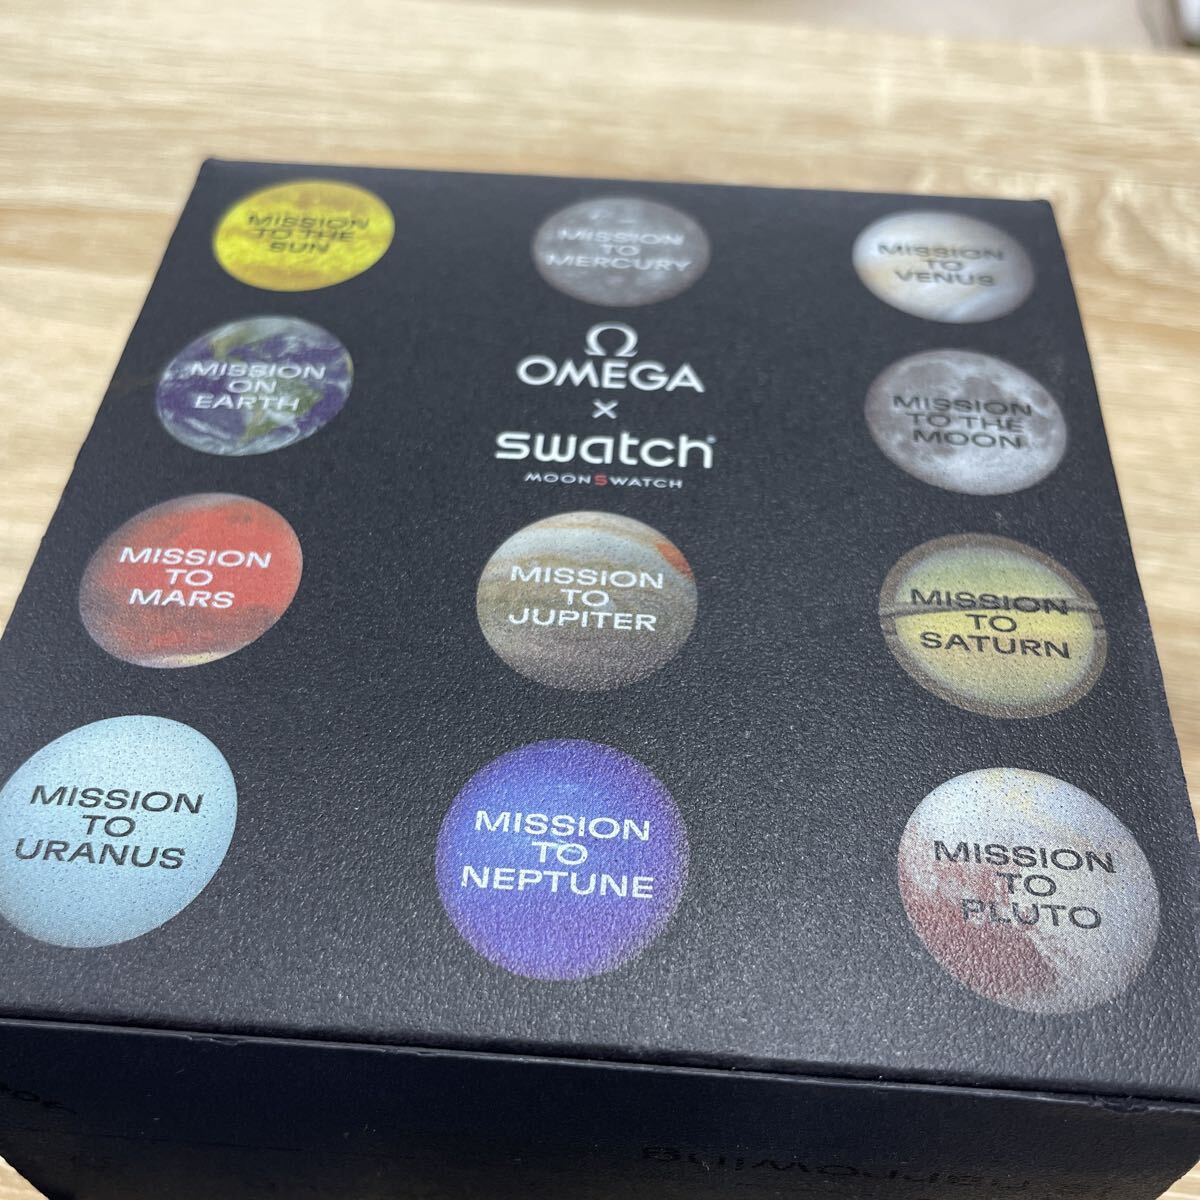 MISSION
TO THE
SUN
MISSION
TO
MERCURY
MISSION
TO
VENUS
MISSION
ON
EARTH
Ω
OMEGA
×
swatch
MOONSWATCH
MISSION
TO THE
MOON
MISSION
TO
MARS
MISSION
TO
JUPITER
MISSION
TO
SATURN
MISSION
TO
URANUS
MISSION
TO
NEPTUNE
MISSION
TO
PLUTO